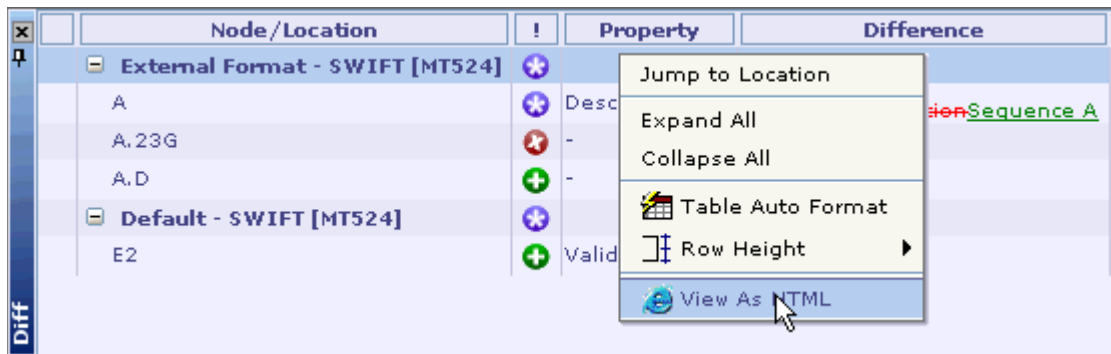 Node/Location ! Property Difference
External Format - SWIFT [MT524]
Jump to Location
A Desc Sequence A
Expand All
A.23G -
Collapse All
A.D -
Table Auto Format
Default - SWIFT [MT524]
Row Height
E2 Valid
View As HTML
Diff